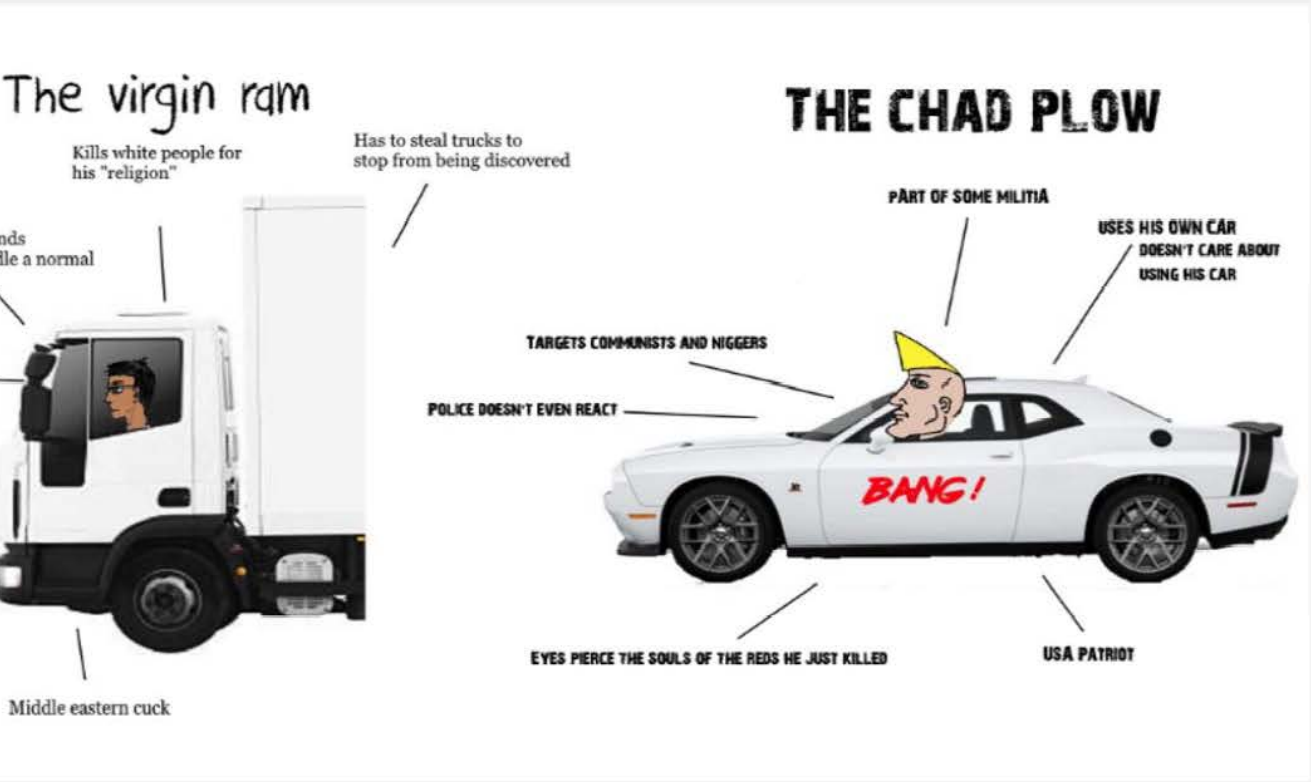 The virgin ram
THE CHAD PLOW
Kills white people for
his "religion"
Has to steal trucks to
stop from being discovered
a normal
PART OF SOME MILITIA
USES HIS OWN CAR
DOESN'T CARE ABOUT
USING HIS CAR
TARGETS COMMUNISTS AND NIGGERS
POLICE DOESN'T EVEN REACT
BANG!
EYES PIERCE THE SOULS OF THE REDS HE JUST KILLED
USA PATRIOT
Middle eastern cuck